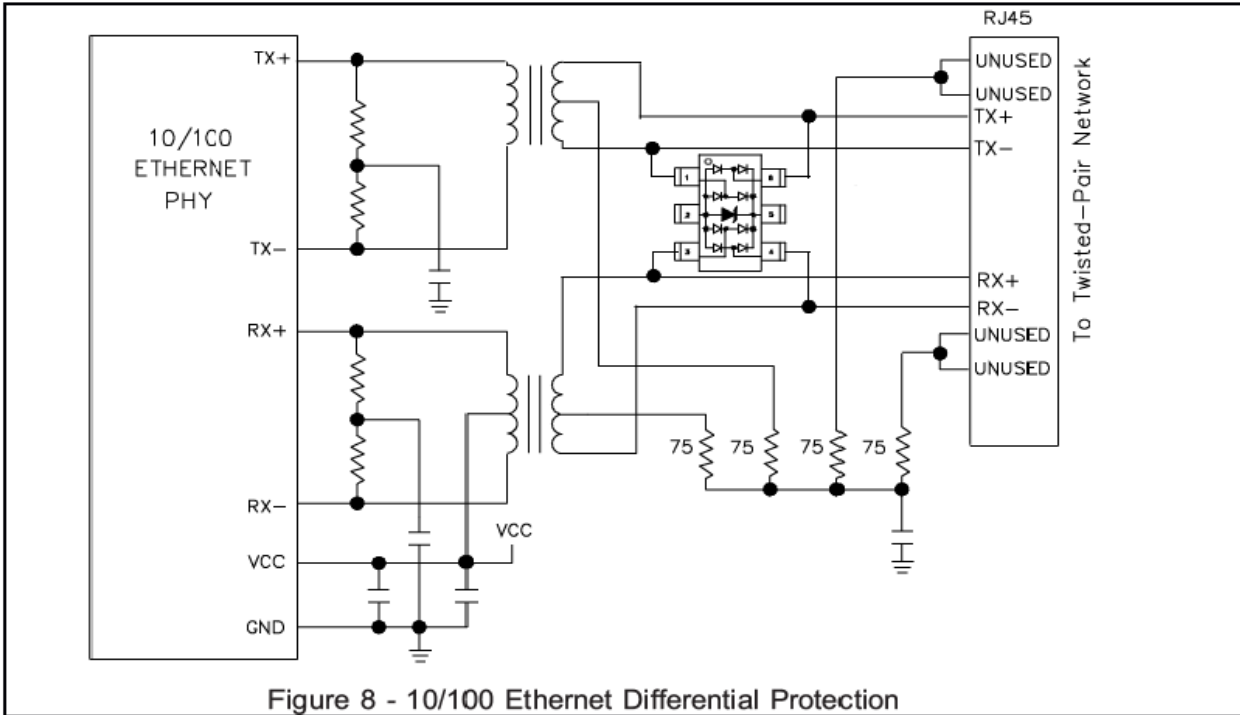 RJ45
TX+
10/100
ETHERNET
PHY
TX−
RX+
RX−
VCC
GND
VCC
1
2
3
6
5
4
UNUSED
UNUSED
TX+
TX−
RX+
RX−
UNUSED
UNUSED
To Twisted-Pair Network
75
75
75
75
Figure 8 - 10/100 Ethernet Differential Protection